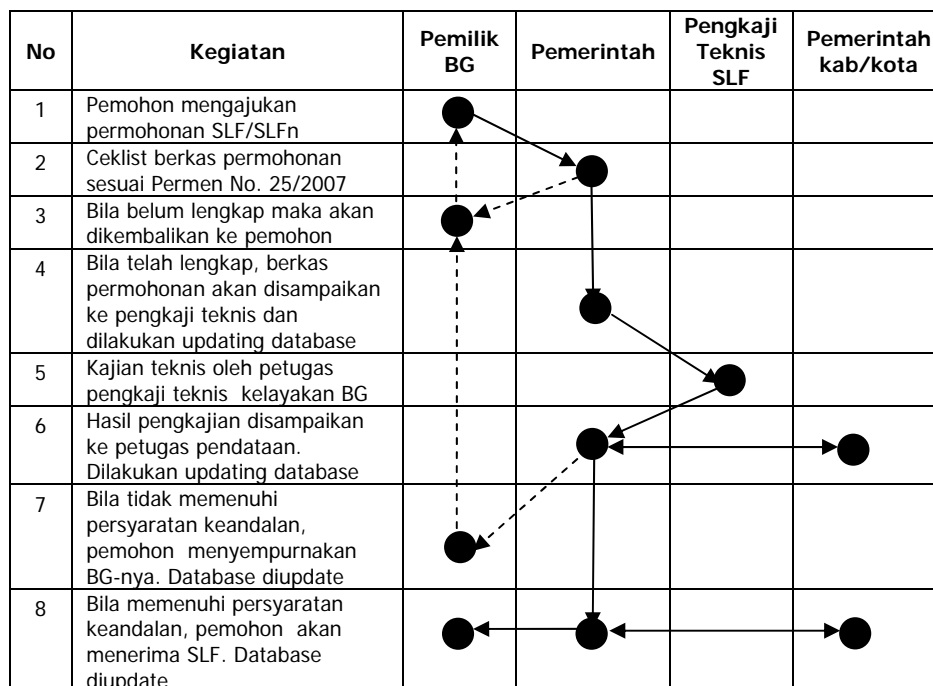 No
Kegiatan
Pemilik
BG
Pemerintah
Pengkaji
Teknis
SLF
Pemerintah
kab/kota
1
Pemohon mengajukan
permohonan SLF/SLFn
2
Ceklist berkas permohonan
sesuai Permen No. 25/2007
3
Bila belum lengkap maka akan
dikembalikan ke pemohon
4
Bila telah lengkap, berkas
permohonan akan disampaikan
ke pengkaji teknis dan
dilakukan updating database
5
Kajian teknis oleh petugas
pengkaji teknis kelayakan BG
6
Hasil pengkajian disampaikan
ke petugas pendataan.
Dilakukan updating database
7
Bila tidak memenuhi
persyaratan keandalan,
pemohon menyempurnakan
BG-nya. Database diupdate
8
Bila memenuhi persyaratan
keandalan, pemohon akan
menerima SLF. Database
diupdate